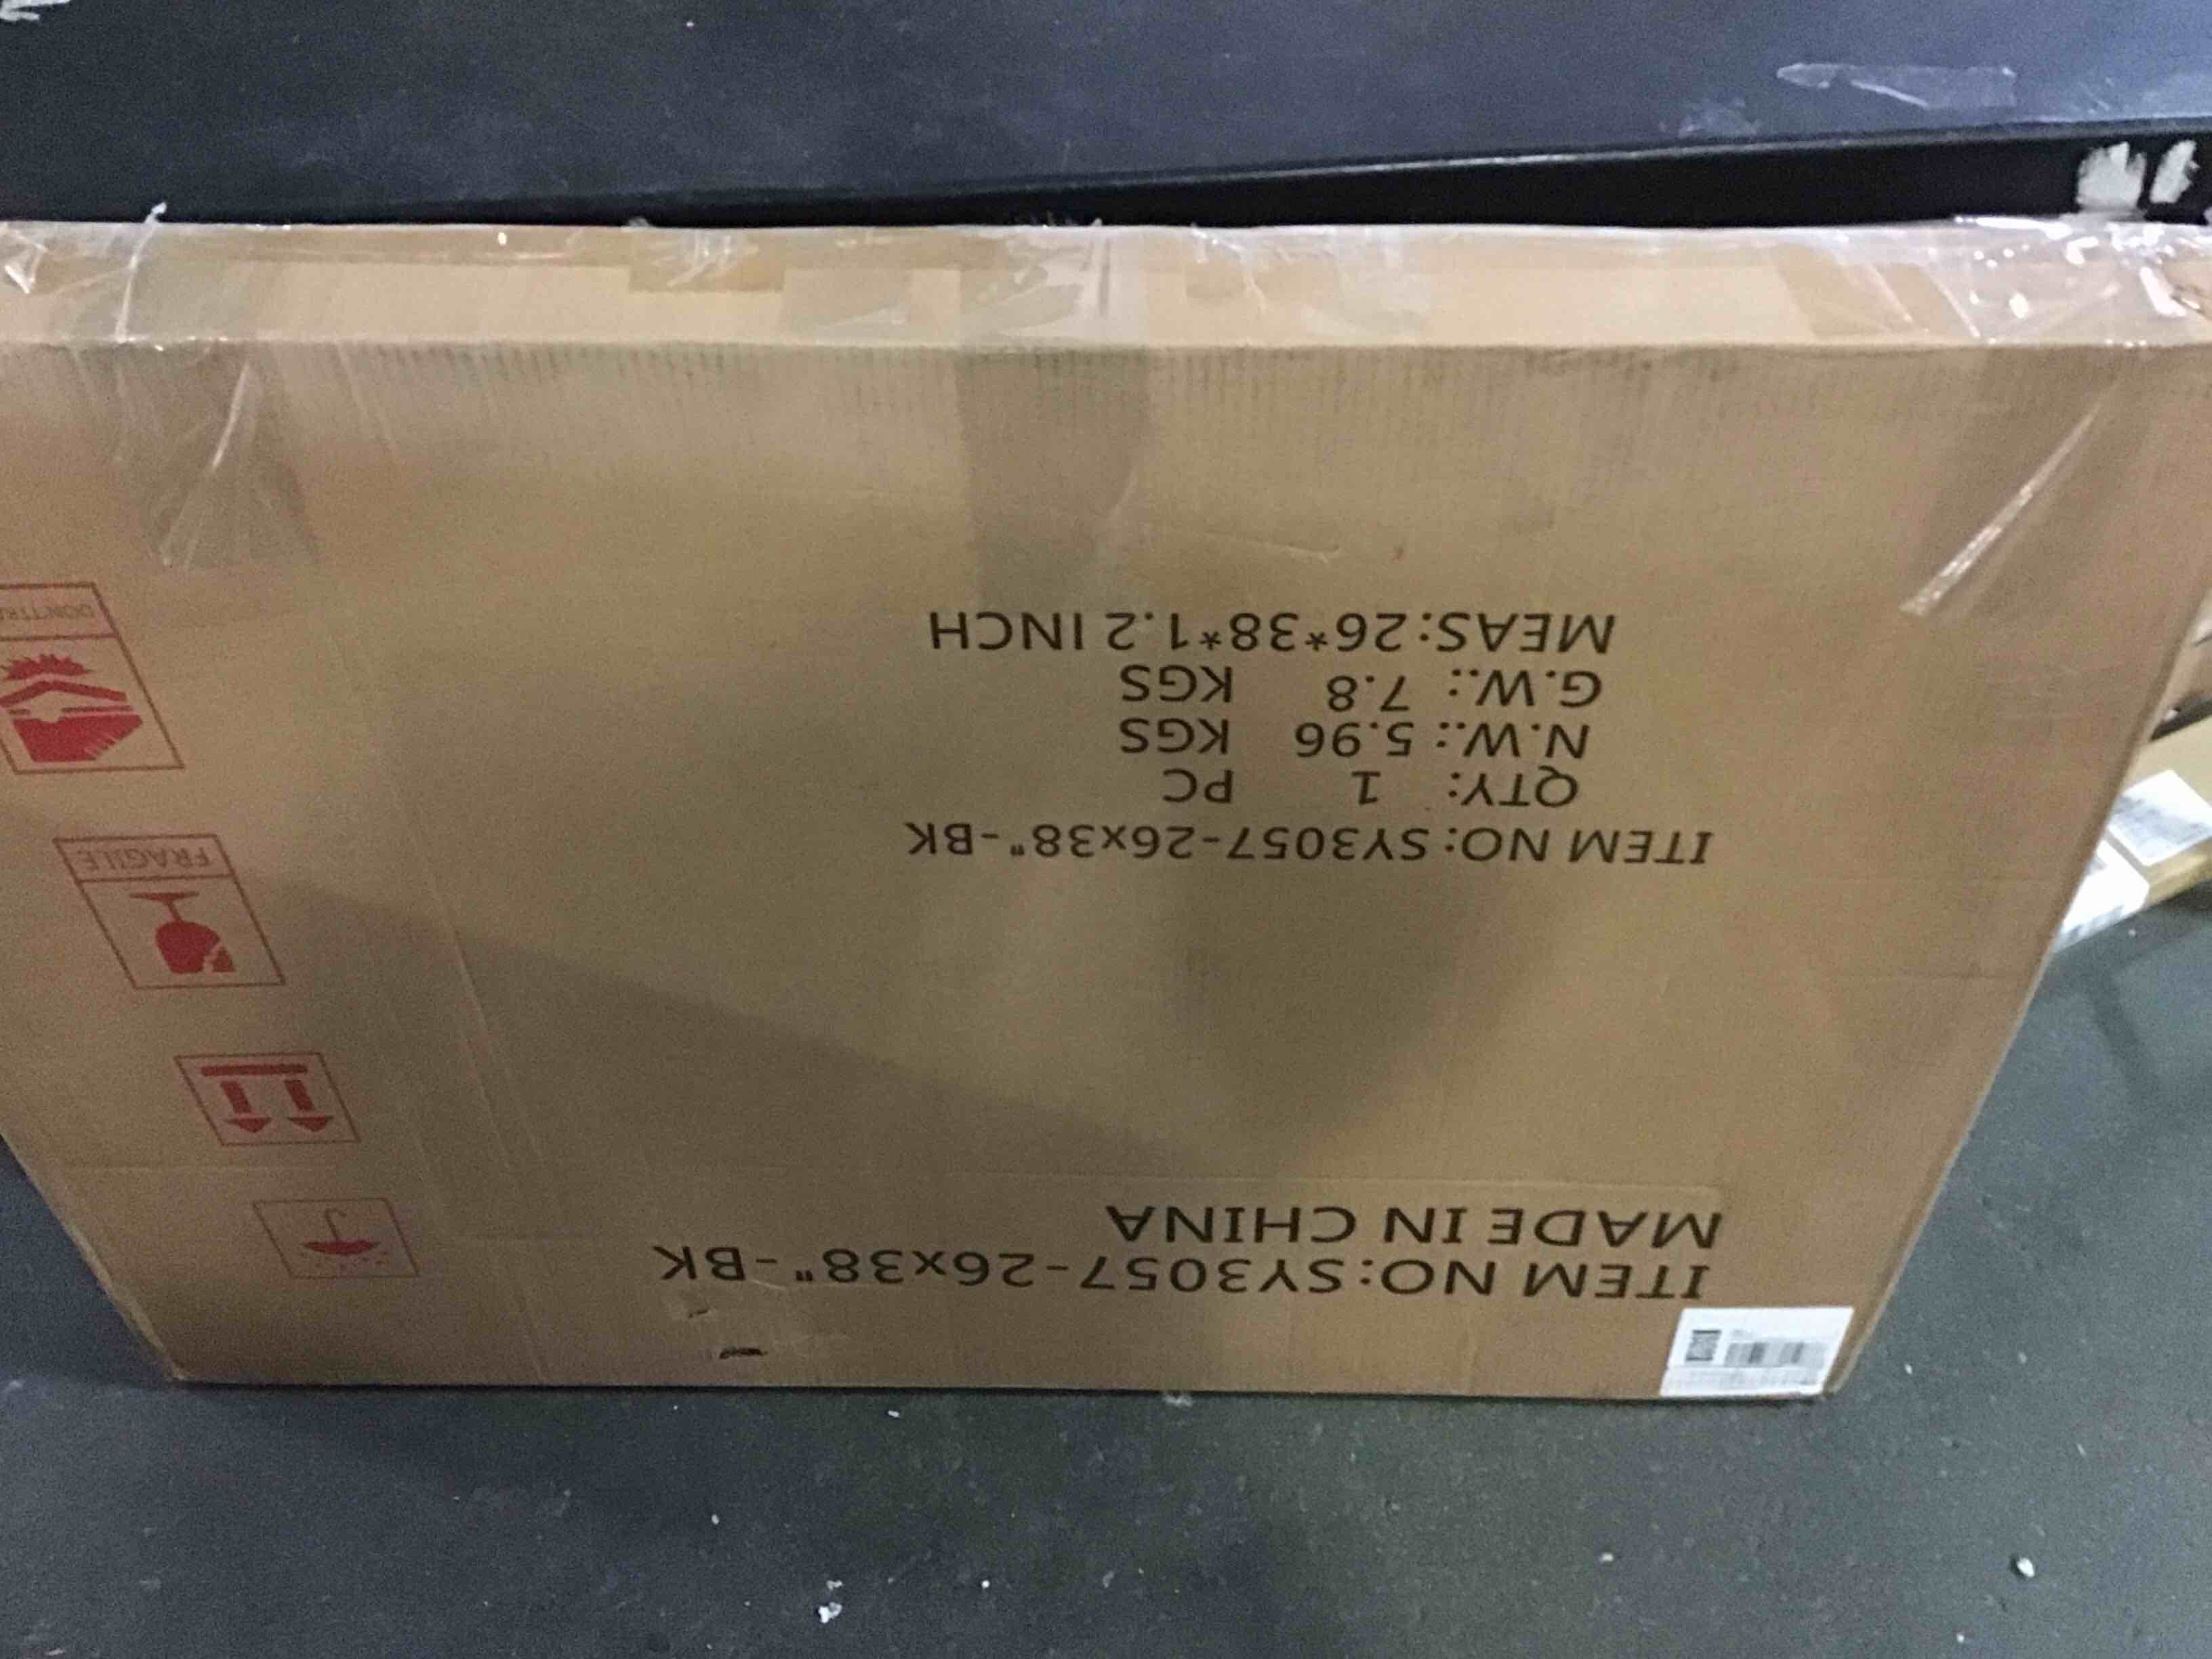 ITEM NO:SY3057-26x38"-BK
MADE IN CHINA
ITEM NO:SY3057-26x38"-BK
QTY: 1 PC
N.W.: 5.96 KGS
G.W.: 7.8 KGS
MEAS:26*38*1.2 INCH
FRAGILE